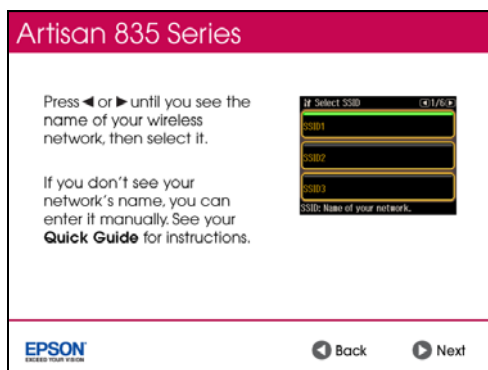 Artisan 835 Series
Press ◄ or ► until you see the
name of your wireless
network, then select it.
If you don't see your
network's name, you can
enter it manually. See your
Quick Guide for instructions.
Select SSID ◄1/6►
SSID1
SSID2
SSID3
SSID: Name of your network.
EPSON
EXCEED YOUR VISION
Back
Next